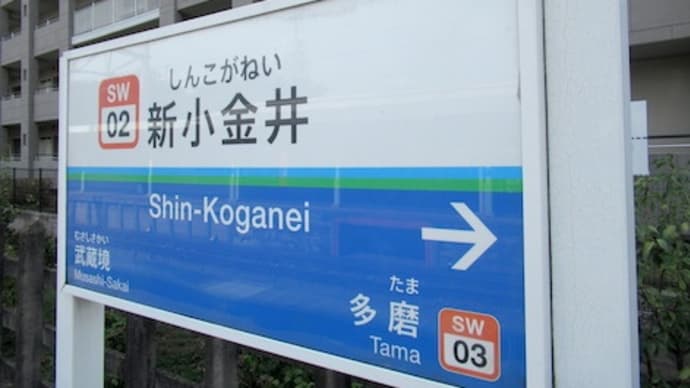 しんこがねい
SW
02
新小金井
Shin-Koganei
むさしさかい
武蔵境
Musashi-Sakai
たま
多磨
Tama
SW
03